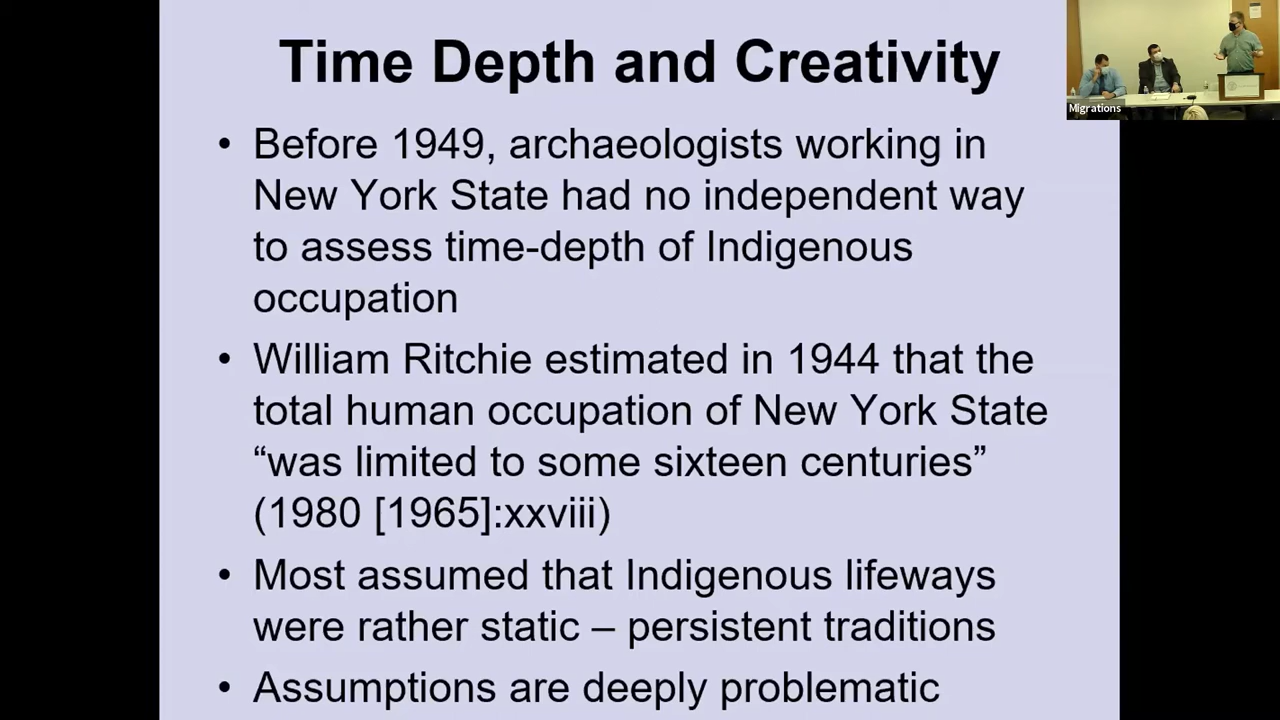 Time Depth and Creativity
• Before 1949, archaeologists working in
New York State had no independent way
to assess time-depth of Indigenous
occupation
• William Ritchie estimated in 1944 that the
total human occupation of New York State
“was limited to some sixteen centuries”
(1980 [1965]:xxviii)
• Most assumed that Indigenous lifeways
were rather static – persistent traditions
• Assumptions are deeply problematic
Migrations